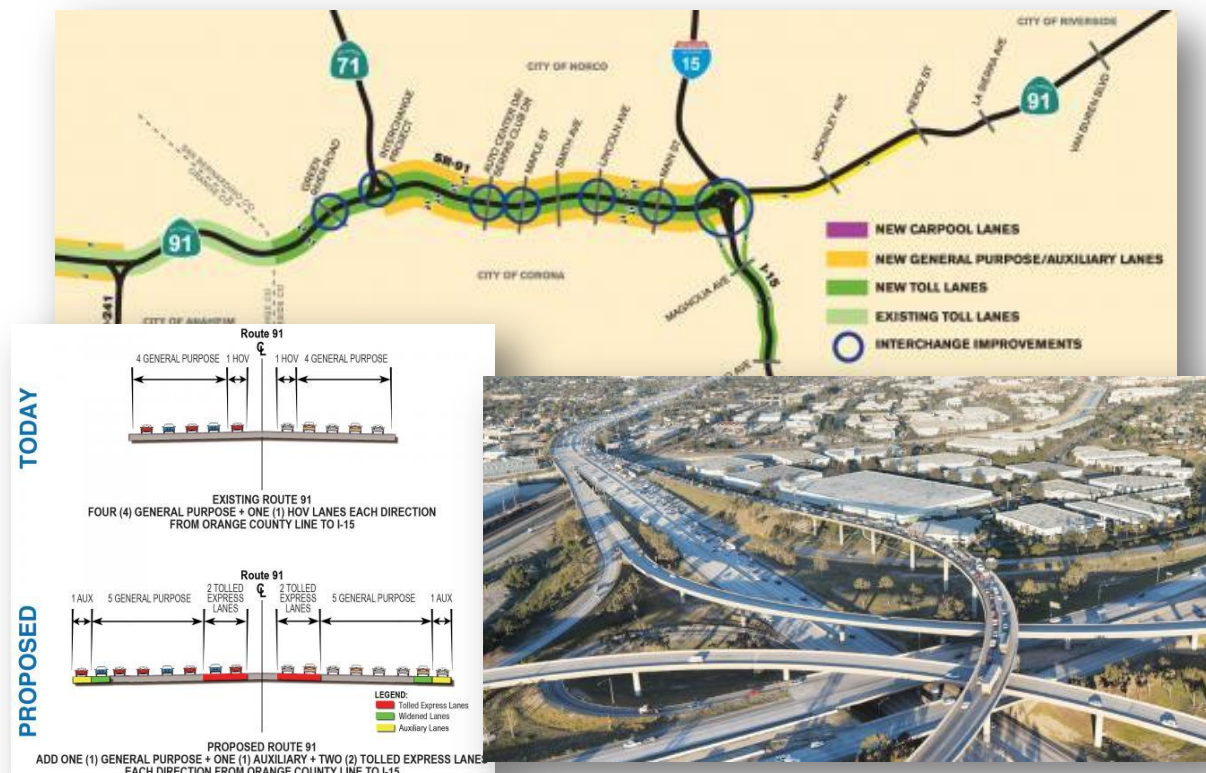 CITY OF RIVERSIDE
71
15
CITY OF NORCO
91
PIERCE ST
LA SIERRA AVE
VAN BUREN BLVD
MCKINLEY AVE
GREEN
ROAD
INTERCHANGE
PROJECT
SR-91
AUTO CENTER DR/
SERFAS CLUB DR
MAPLE ST
SMITH AVE
LINCOLN AVE
MAIN ST
91
CITY OF CORONA
MAGNOLIA AVE
I-15
241
CITY OF ANAHEIM
AVE
NEW CARPOOL LANES
NEW GENERAL PURPOSE/AUXILIARY LANES
NEW TOLL LANES
EXISTING TOLL LANES
INTERCHANGE IMPROVEMENTS
TODAY
Route 91
4 GENERAL PURPOSE 1 HOV 1 HOV 4 GENERAL PURPOSE
EXISTING ROUTE 91
FOUR (4) GENERAL PURPOSE + ONE (1) HOV LANES EACH DIRECTION
FROM ORANGE COUNTY LINE TO I-15
PROPOSED
Route 91
1 AUX 5 GENERAL PURPOSE 2 TOLLED EXPRESS LANES 2 TOLLED EXPRESS LANES 5 GENERAL PURPOSE 1 AUX
LEGEND:
Tolled Express Lanes
Widened Lanes
Auxiliary Lanes
PROPOSED ROUTE 91
ADD ONE (1) GENERAL PURPOSE + ONE (1) AUXILIARY + TWO (2) TOLLED EXPRESS LANES
EACH DIRECTION FROM ORANGE COUNTY LINE TO I-15